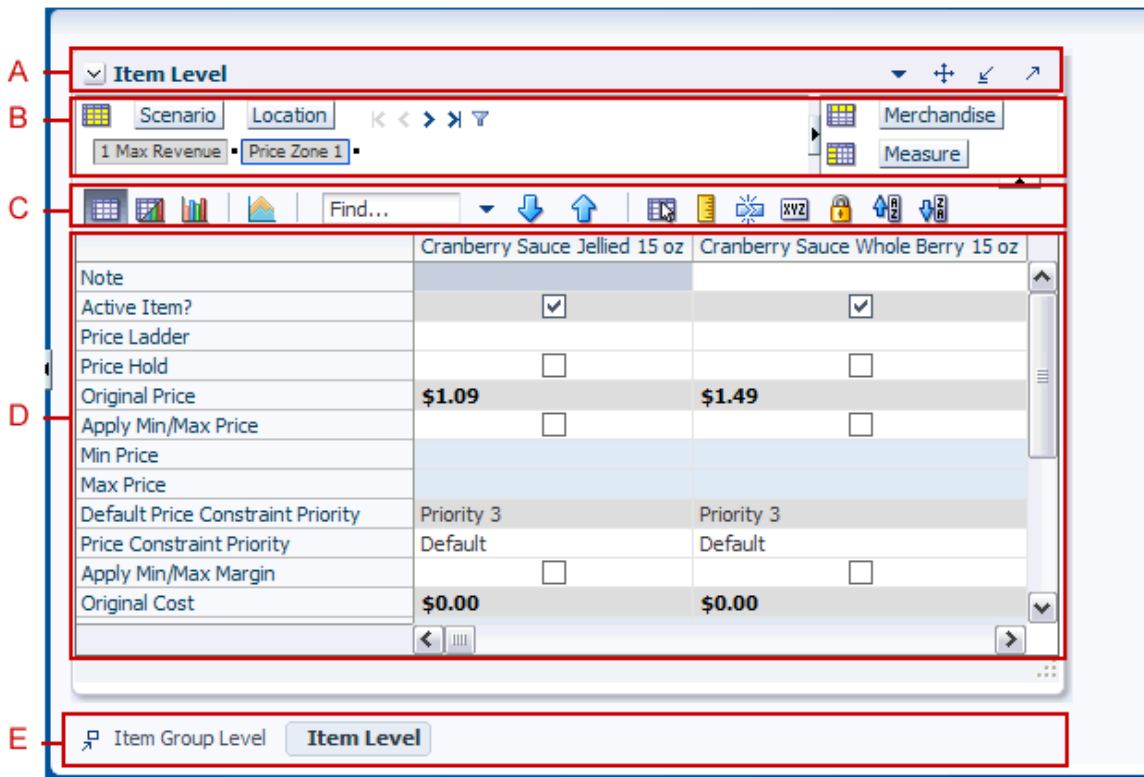 A Item Level
B Scenario Location Merchandise
1 Max Revenue Price Zone 1 Measure
C Find... XYZ A Z Z A
Cranberry Sauce Jellied 15 oz Cranberry Sauce Whole Berry 15 oz
Note
Active Item?
Price Ladder
Price Hold
Original Price $1.09 $1.49
D Apply Min/Max Price
Min Price
Max Price
Default Price Constraint Priority Priority 3 Priority 3
Price Constraint Priority Default Default
Apply Min/Max Margin
Original Cost $0.00 $0.00
E Item Group Level Item Level